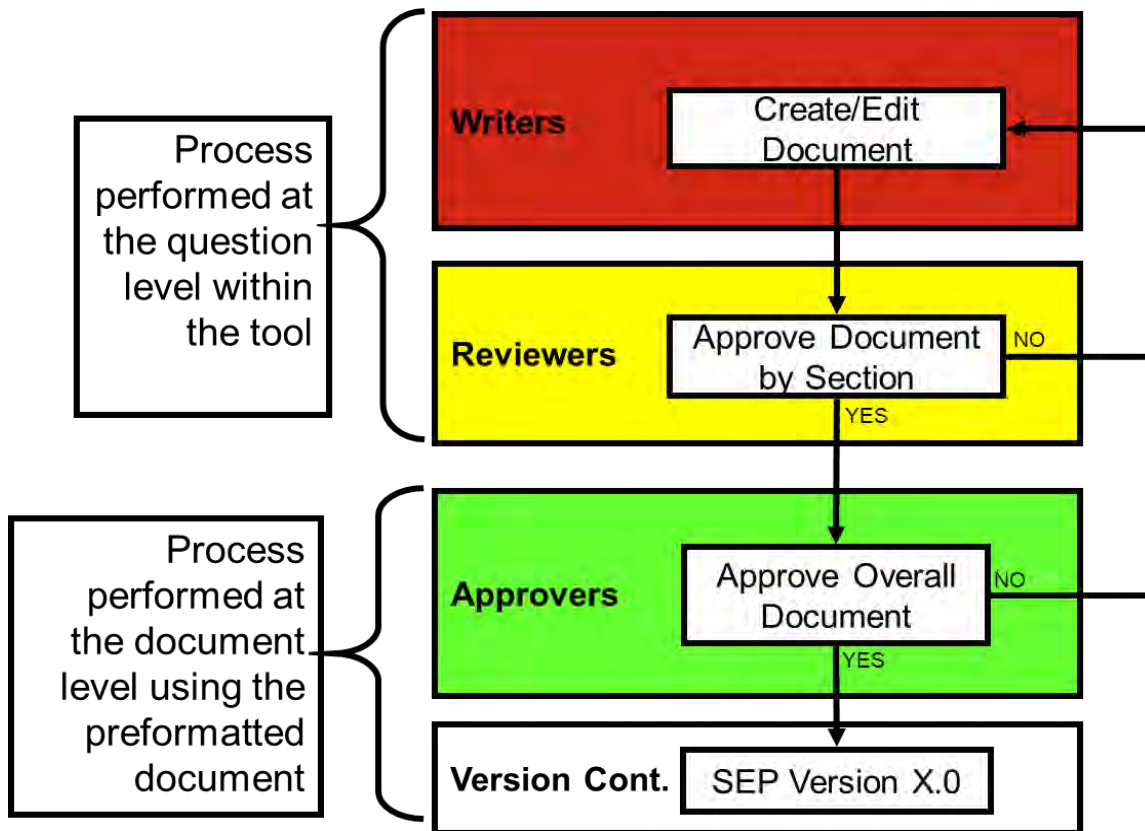 Process
performed at
the question
level within
the tool
Writers
Create/Edit
Document
Reviewers
Approve Document
by Section
NO
YES
Process
performed at
the document
level using the
preformatted
document
Approvers
Approve Overall
Document
NO
YES
Version Cont.
SEP Version X.0